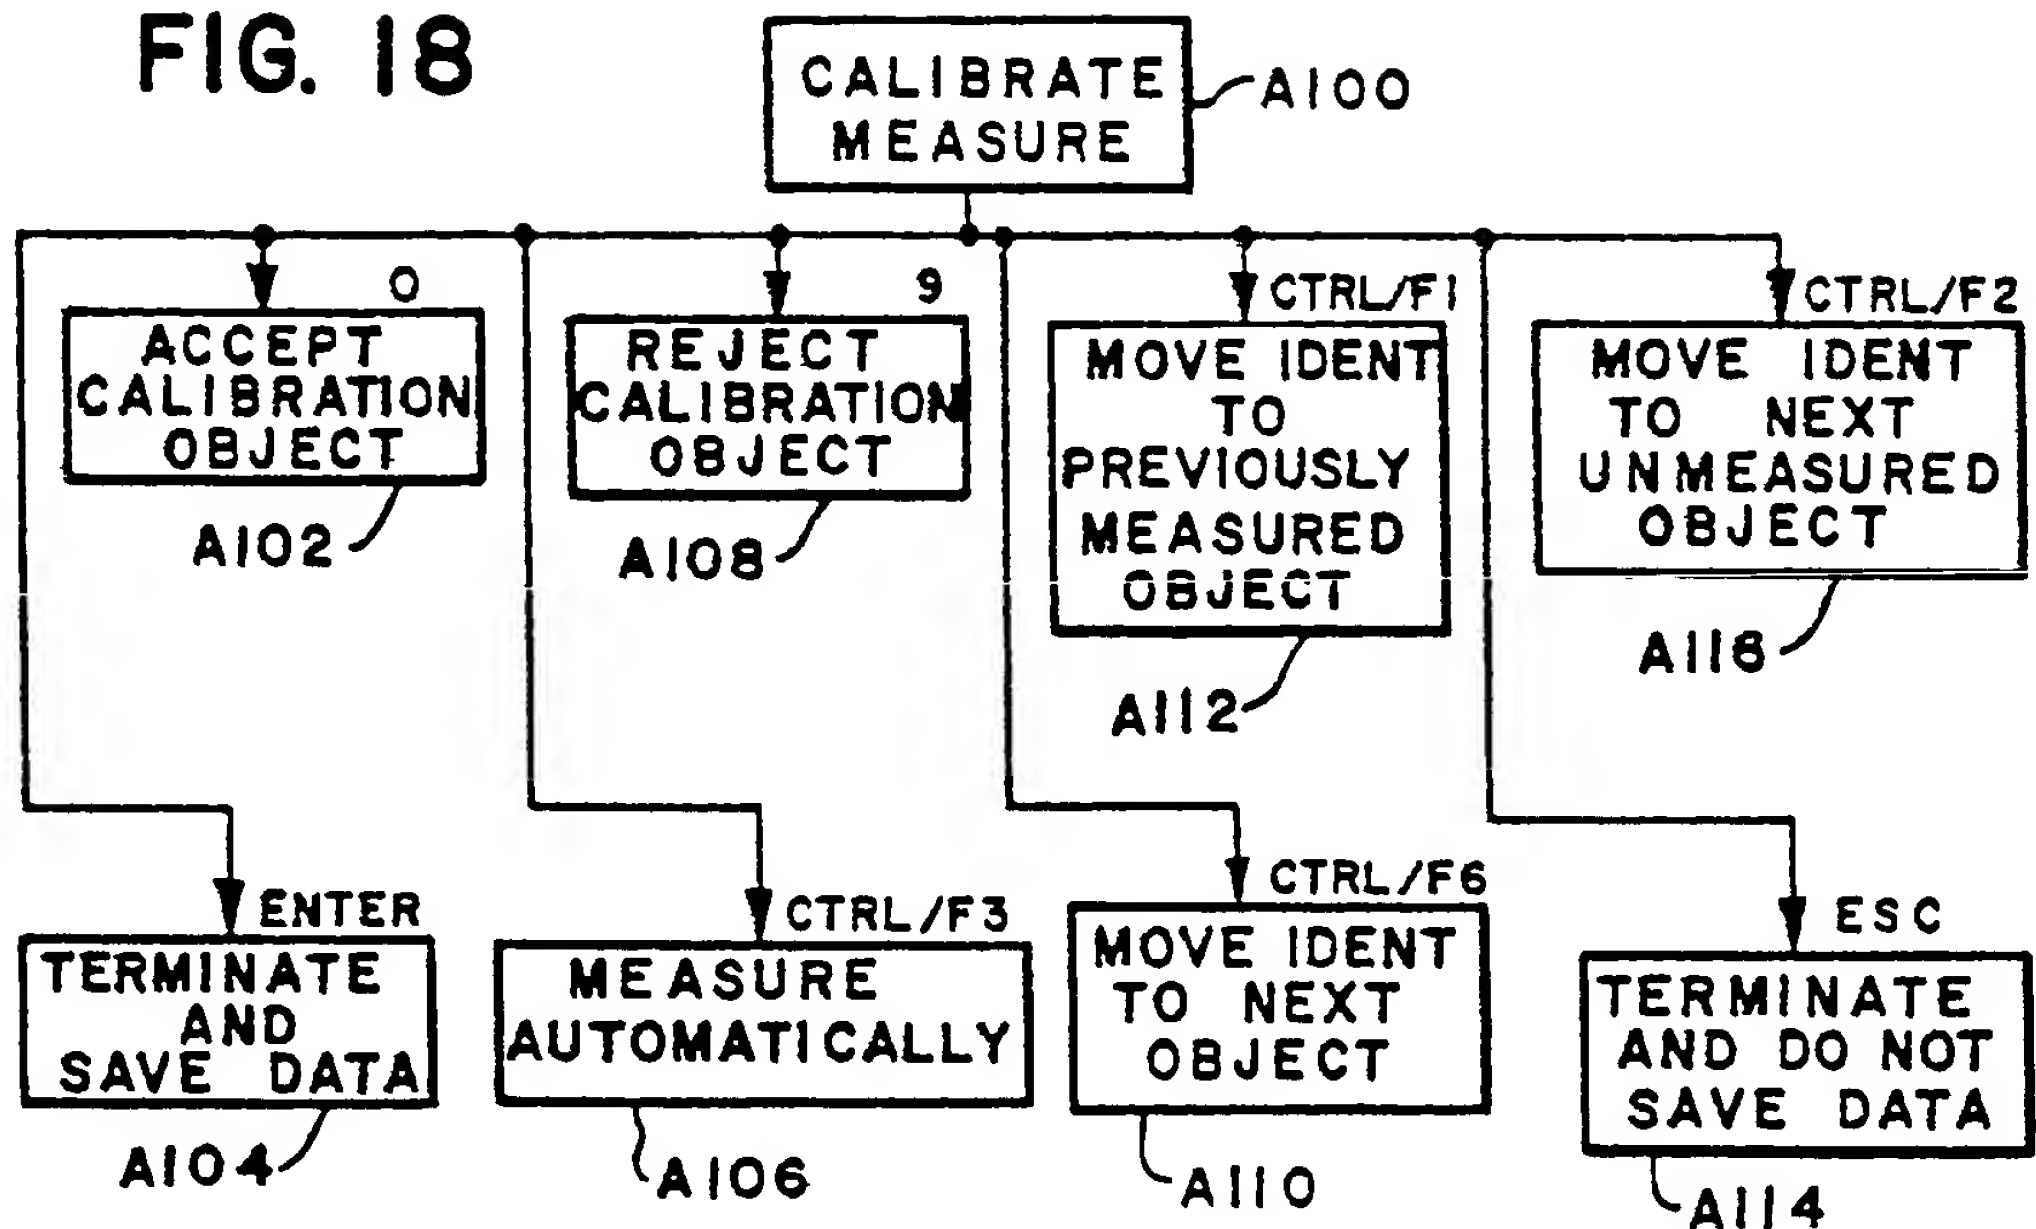 FIG. 18
CALIBRATE
MEASURE
A100
O
ACCEPT
CALIBRATION
OBJECT
A102
9
REJECT
CALIBRATION
OBJECT
A108
CTRL/F1
MOVE IDENT
TO
PREVIOUSLY
MEASURED
OBJECT
A112
CTRL/F2
MOVE IDENT
TO NEXT
UNMEASURED
OBJECT
A118
ENTER
TERMINATE
AND
SAVE DATA
A104
CTRL/F3
MEASURE
AUTOMATICALLY
A106
CTRL/F6
MOVE IDENT
TO NEXT
OBJECT
A110
ESC
TERMINATE
AND DO NOT
SAVE DATA
A114